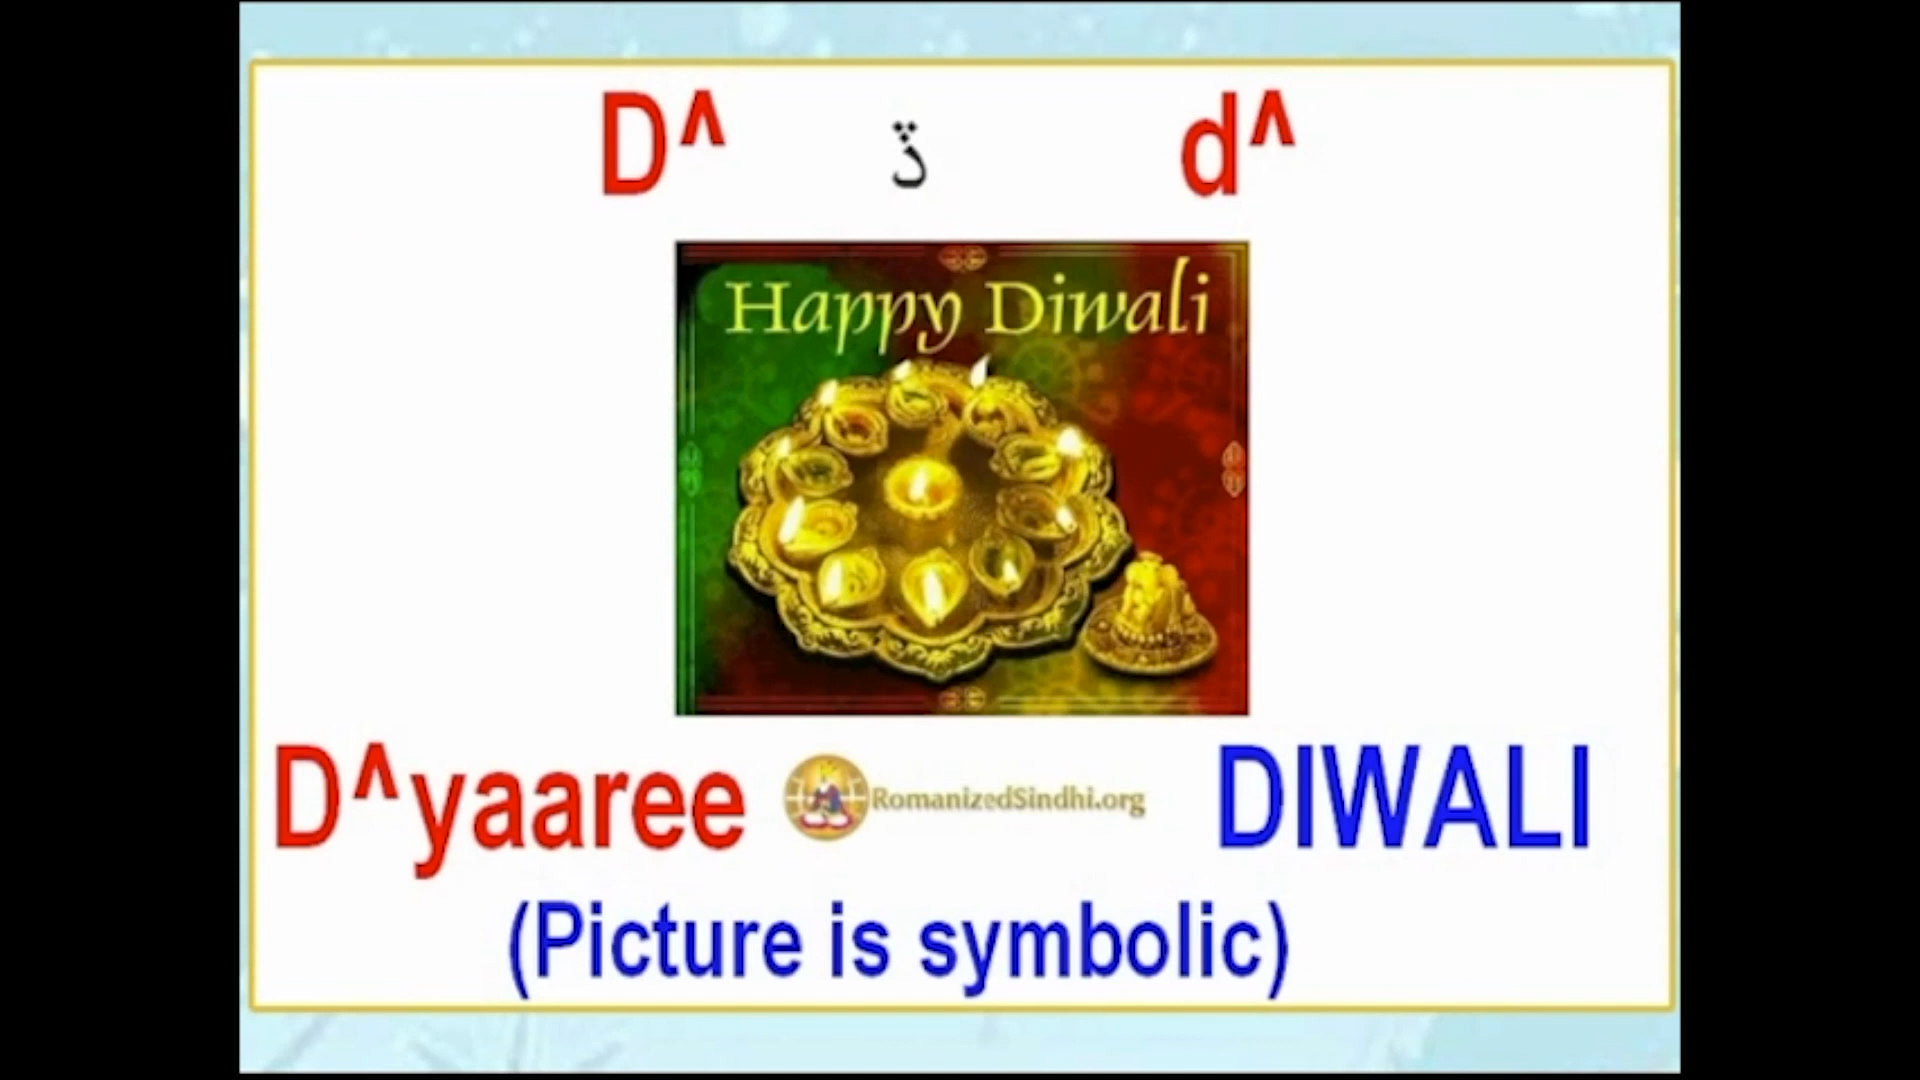 D^ ڏ d^
Happy Diwali
D^yaaree RomanizedSindhi.org DIWALI
(Picture is symbolic)